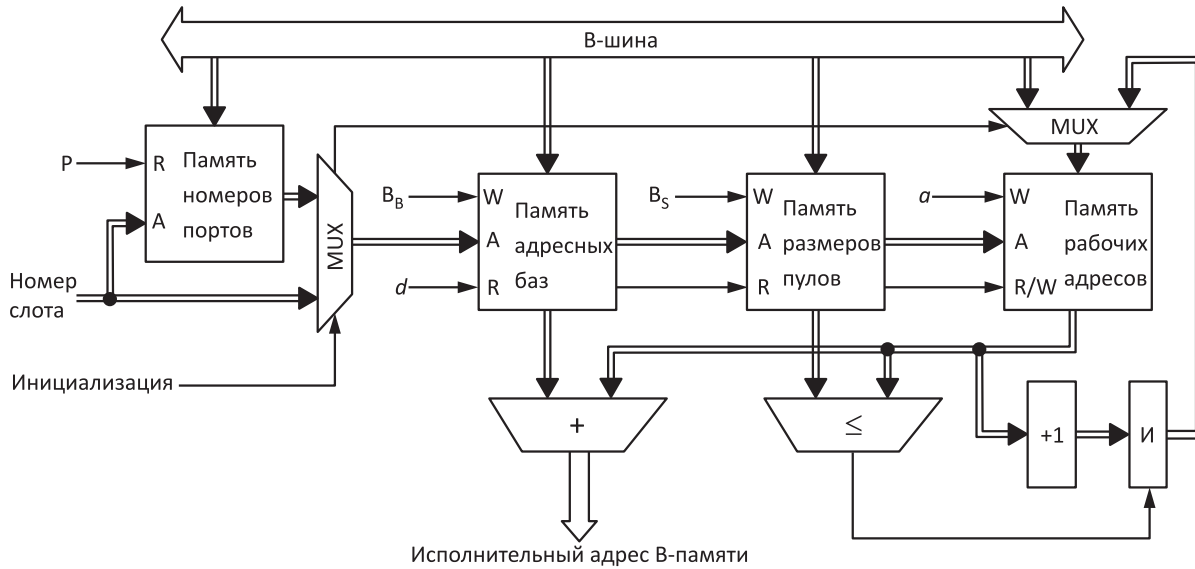 В-шина
MUX
P
R
Память
номеров
портов
A
Номер
слота
MUX
Инициализация
B_B
W
Память
адресных
баз
A
d
R
B_S
W
Память
размеров
пулов
A
R
a
W
Память
рабочих
адресов
A
R/W
+
≤
+1
И
Исполнительный адрес В-памяти